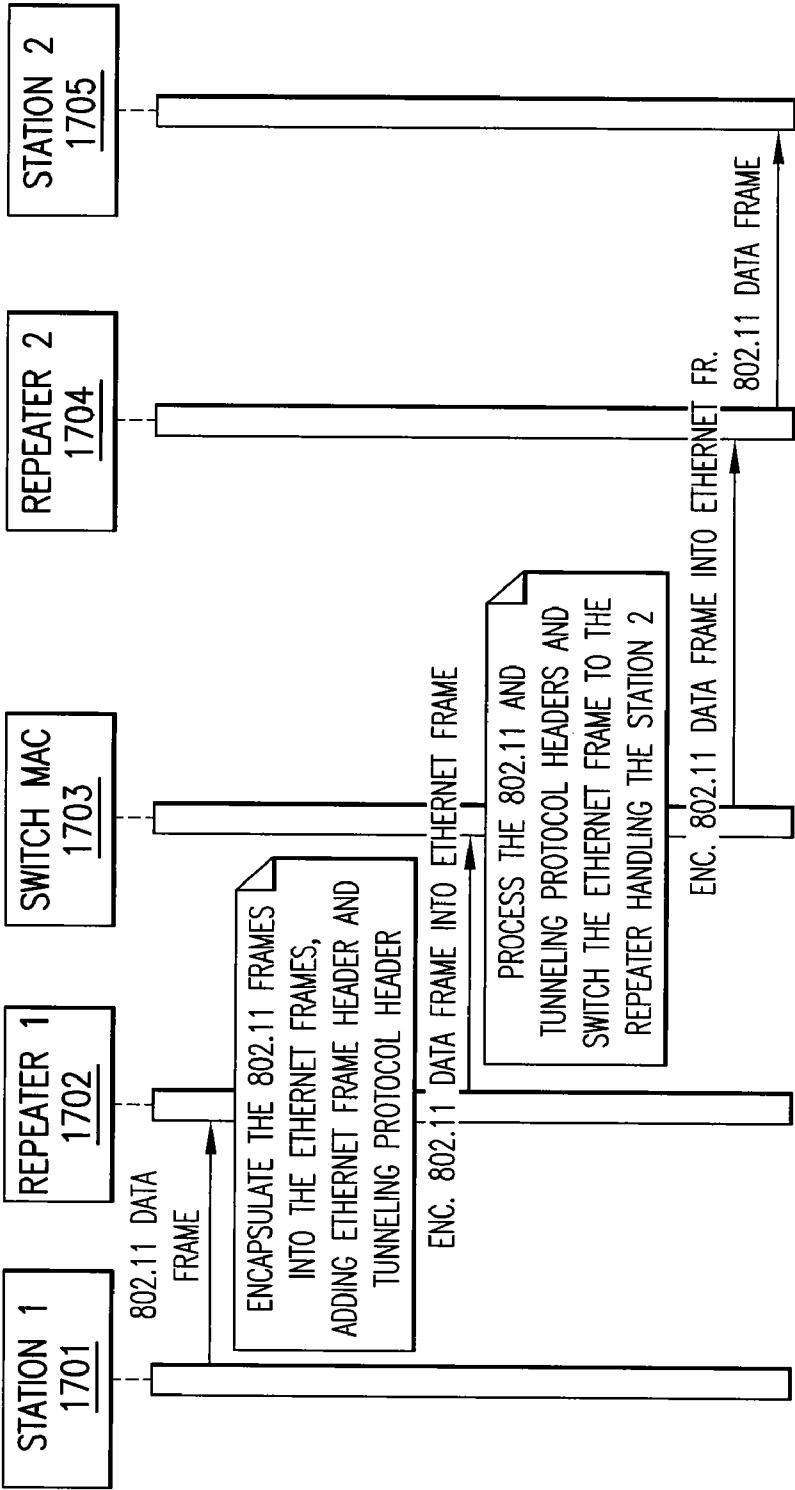 STATION 1
1701
REPEATER 1
1702
SWITCH MAC
1703
REPEATER 2
1704
STATION 2
1705
802.11 DATA
FRAME
ENCAPSULATE THE 802.11 FRAMES
INTO THE ETHERNET FRAMES,
ADDING ETHERNET FRAME HEADER AND
TUNNELING PROTOCOL HEADER
ENC. 802.11 DATA FRAME INTO ETHERNET FRAME
PROCESS THE 802.11 AND
TUNNELING PROTOCOL HEADERS AND
SWITCH THE ETHERNET FRAME TO THE
REPEATER HANDLING THE STATION 2
ENC. 802.11 DATA FRAME INTO ETHERNET FR.
802.11 DATA FRAME